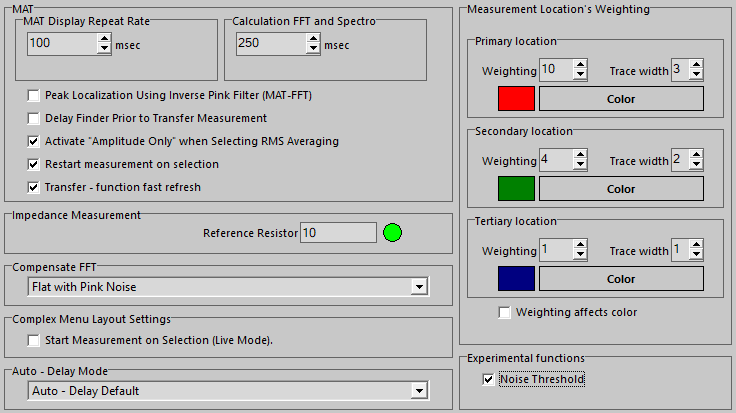 MAT
MAT Display Repeat Rate
100 msec
Calculation FFT and Spectro
250 msec
Peak Localization Using Inverse Pink Filter (MAT-FFT)
Delay Finder Prior to Transfer Measurement
Activate "Amplitude Only" when Selecting RMS Averaging
Restart measurement on selection
Transfer - function fast refresh
Impedance Measurement
Reference Resistor 10
Compensate FFT
Flat with Pink Noise
Complex Menu Layout Settings
Start Measurement on Selection (Live Mode).
Auto - Delay Mode
Auto - Delay Default
Measurement Location's Weighting
Primary location
Weighting 10 Trace width 3
Color
Secondary location
Weighting 4 Trace width 2
Color
Tertiary location
Weighting 1 Trace width 1
Color
Weighting affects color
Experimental functions
Noise Threshold